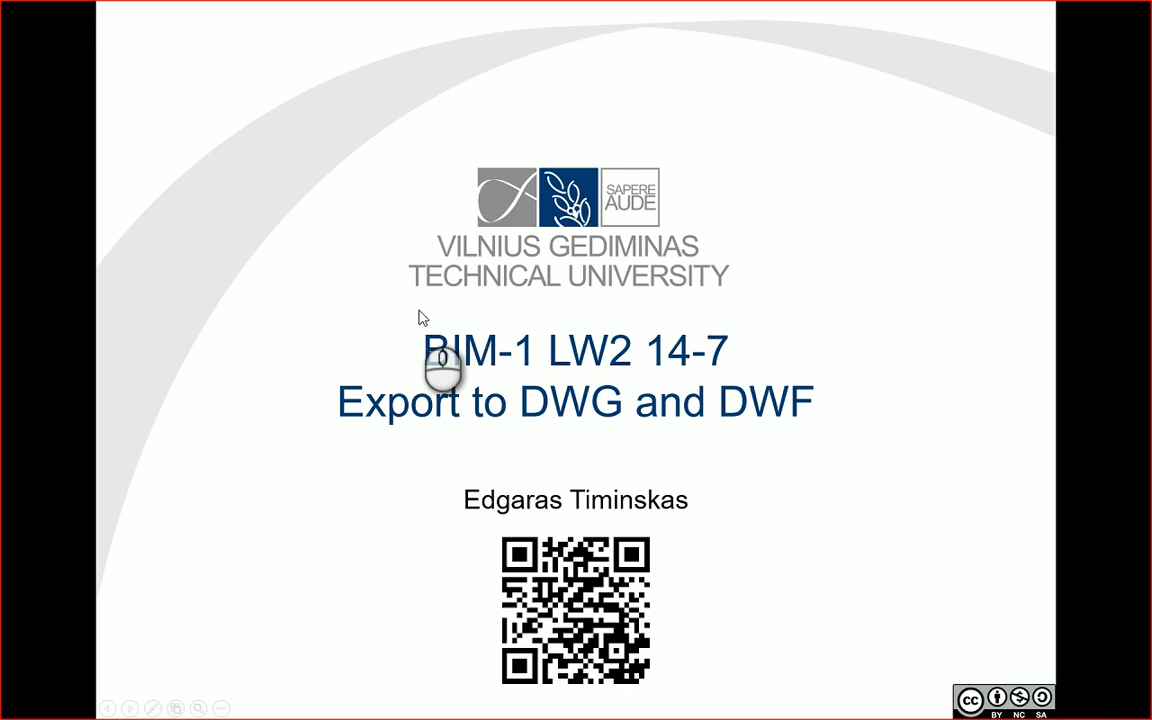 SAPERE
AUDE
VILNIUS GEDIMINAS
TECHNICAL UNIVERSITY
BIM-1 LW2 14-7
Export to DWG and DWF
Edgaras Timinskas
cc
BY NC SA